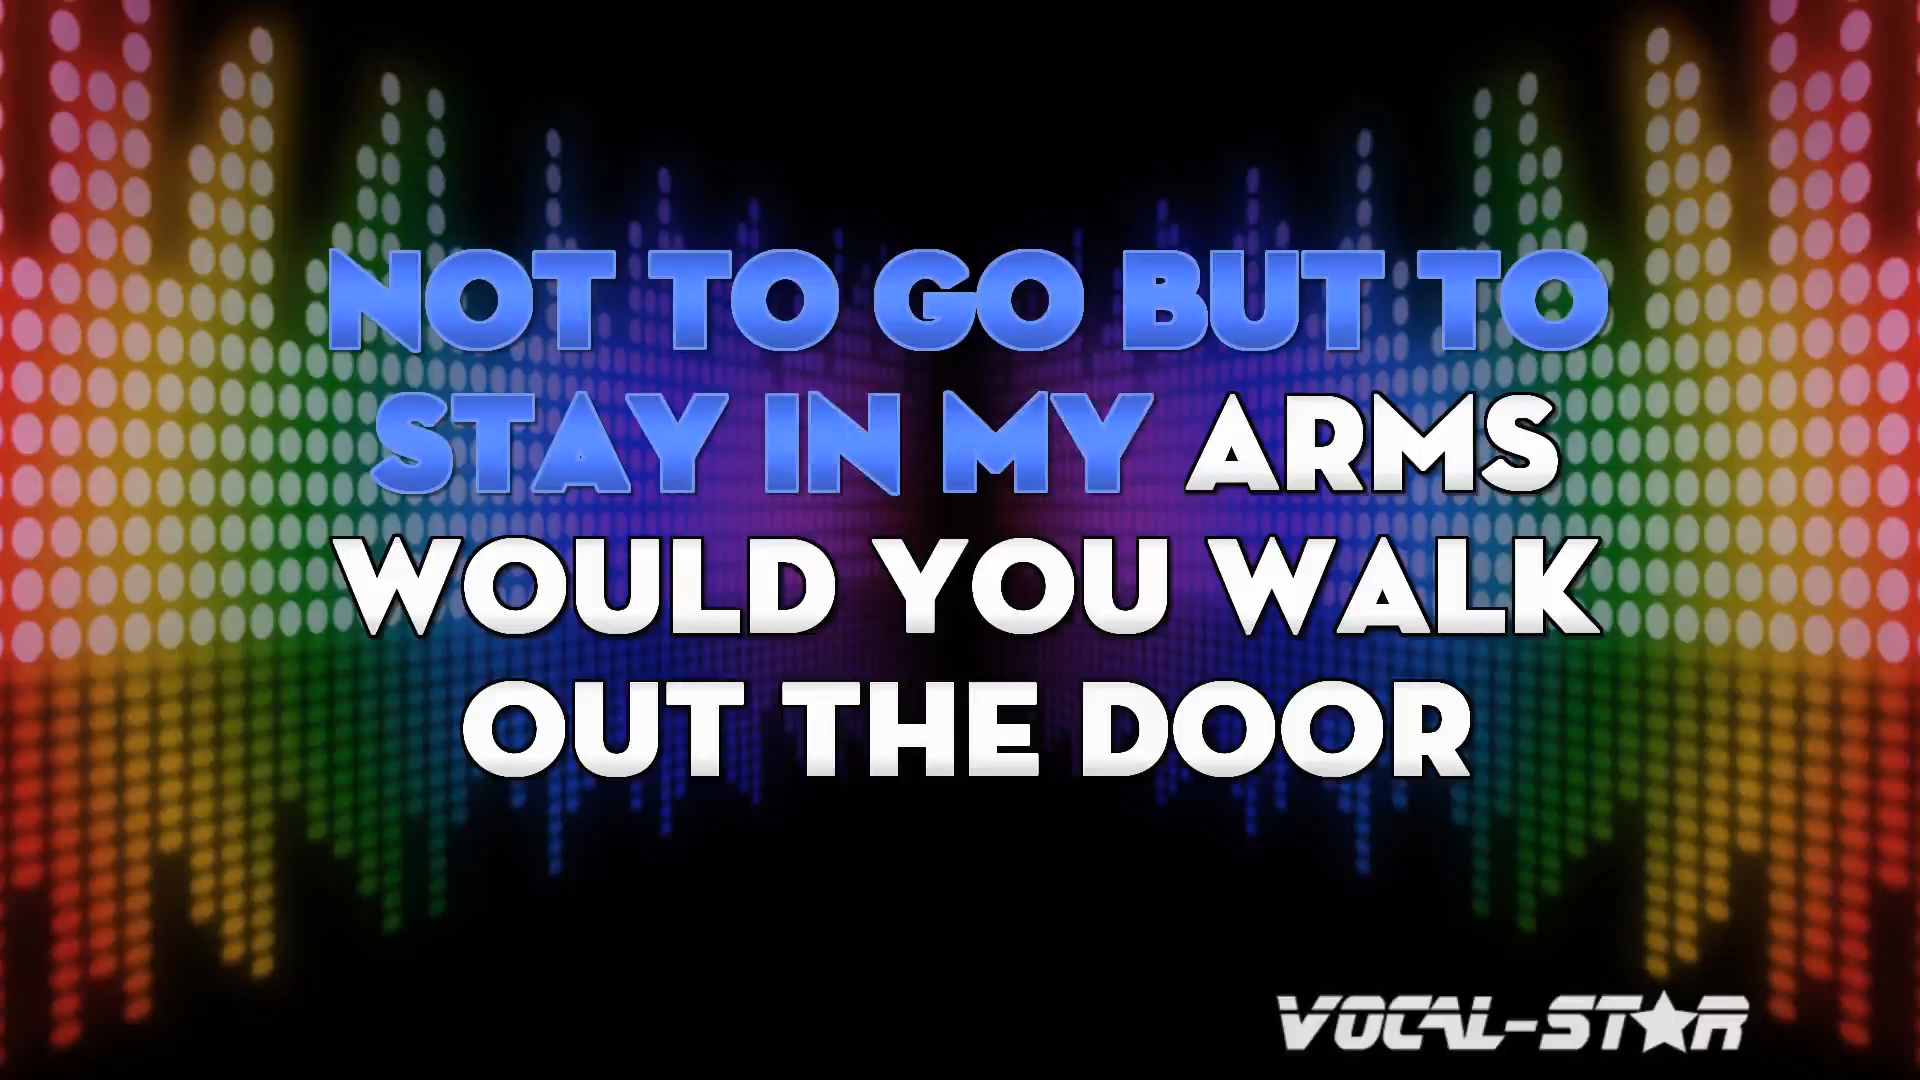 NOT TO GO BUT TO
STAY IN MY ARMS
WOULD YOU WALK
OUT THE DOOR
VOCAL-STAR